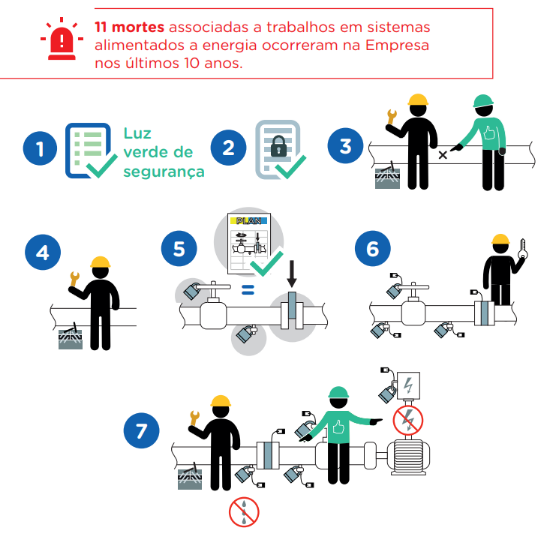 11 mortes associadas a trabalhos em sistemas
alimentados a energia ocorreram na Empresa
nos últimos 10 anos.
1
Luz
verde de
segurança
2
3
4
5
PLAN
6
7